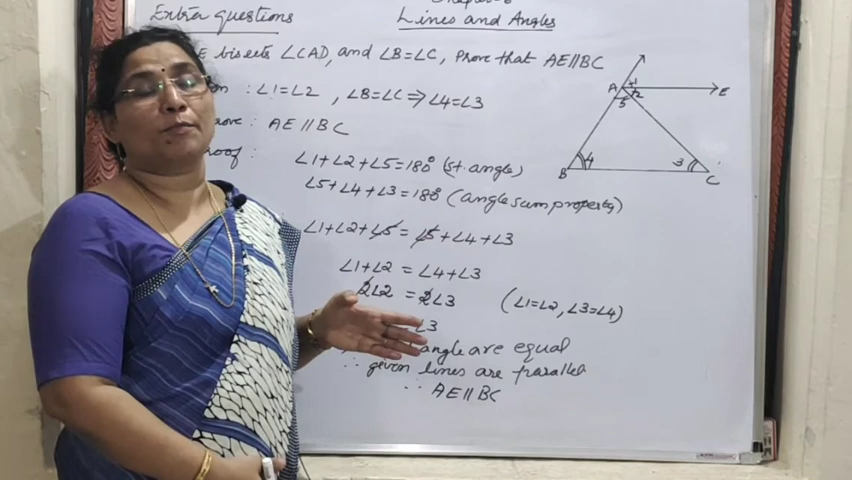 Extra questions
Lines and Angles
E bisects ∠CAD, and ∠B=∠C, Prove that AE//BC
: ∠1=∠2 , ∠B=∠C ⇒ ∠4=∠3
: AE//BC
∠1+∠2+∠5=180° (st. angle)
∠5+∠4+∠3=180° (angle sum property)
∠1+∠2+∠5 = ∠5+∠4+∠3
∠1+∠2 = ∠4+∠3
2∠2 = 2∠3 (∠1=∠2, ∠3=∠4)
∠3
angle are equal
∴ given lines are parallel
∴ AE//BC
A 1 2 5 E
B 4 3 C